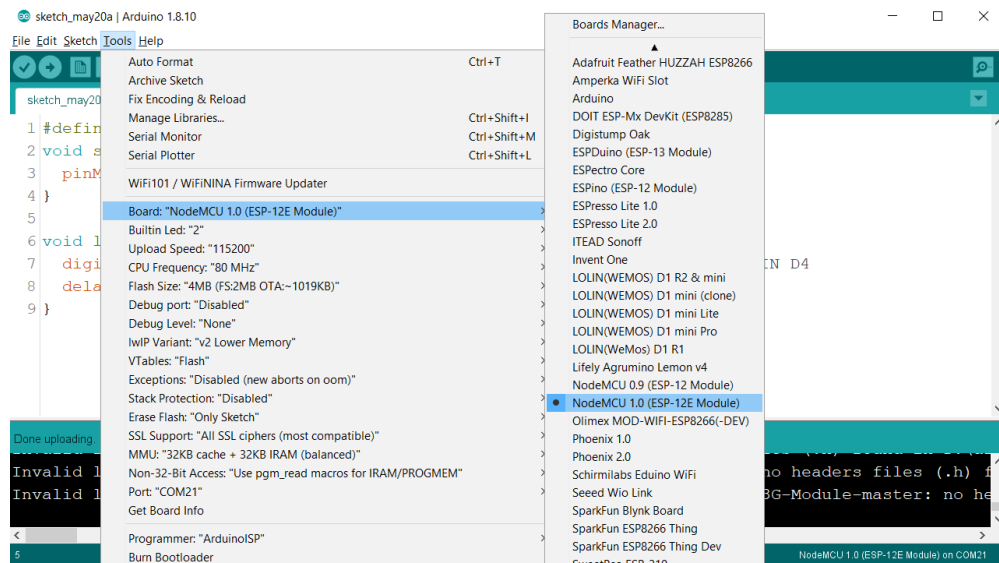 sketch_may20a | Arduino 1.8.10
File Edit Sketch Tools Help
sketch_may20
1 #defin
2 void s
3 pinM
4 }
5
6 void l
7 digi IN D4
8 dela
9 }
Auto Format Ctrl+T
Archive Sketch
Fix Encoding & Reload
Manage Libraries... Ctrl+Shift+I
Serial Monitor Ctrl+Shift+M
Serial Plotter Ctrl+Shift+L
WiFi101 / WiFiNINA Firmware Updater
Board: "NodeMCU 1.0 (ESP-12E Module)"
Builtin Led: "2"
Upload Speed: "115200"
CPU Frequency: "80 MHz"
Flash Size: "4MB (FS:2MB OTA:~1019KB)"
Debug port: "Disabled"
Debug Level: "None"
lwIP Variant: "v2 Lower Memory"
VTables: "Flash"
Exceptions: "Disabled (new aborts on oom)"
Stack Protection: "Disabled"
Erase Flash: "Only Sketch"
SSL Support: "All SSL ciphers (most compatible)"
MMU: "32KB cache + 32KB IRAM (balanced)"
Non-32-Bit Access: "Use pgm_read macros for IRAM/PROGMEM"
Port: "COM21"
Get Board Info
Programmer: "ArduinoISP"
Burn Bootloader
Boards Manager...
Adafruit Feather HUZZAH ESP8266
Amperka WiFi Slot
Arduino
DOIT ESP-Mx DevKit (ESP8285)
Digistump Oak
ESPDuino (ESP-13 Module)
ESPectro Core
ESPino (ESP-12 Module)
ESPresso Lite 1.0
ESPresso Lite 2.0
ITEAD Sonoff
Invent One
LOLIN(WEMOS) D1 R2 & mini
LOLIN(WEMOS) D1 mini (clone)
LOLIN(WEMOS) D1 mini Lite
LOLIN(WEMOS) D1 mini Pro
LOLIN(WeMos) D1 R1
Lifely Agrumino Lemon v4
NodeMCU 0.9 (ESP-12 Module)
NodeMCU 1.0 (ESP-12E Module)
Olimex MOD-WIFI-ESP8266(-DEV)
Phoenix 1.0
Phoenix 2.0
Schirmilabs Eduino WiFi
Seeed Wio Link
SparkFun Blynk Board
SparkFun ESP8266 Thing
SparkFun ESP8266 Thing Dev
SweetPea ESP-210
Done uploading.
Invalid l no headers files (.h) f
Invalid l 3G-Module-master: no he
5 NodeMCU 1.0 (ESP-12E Module) on COM21